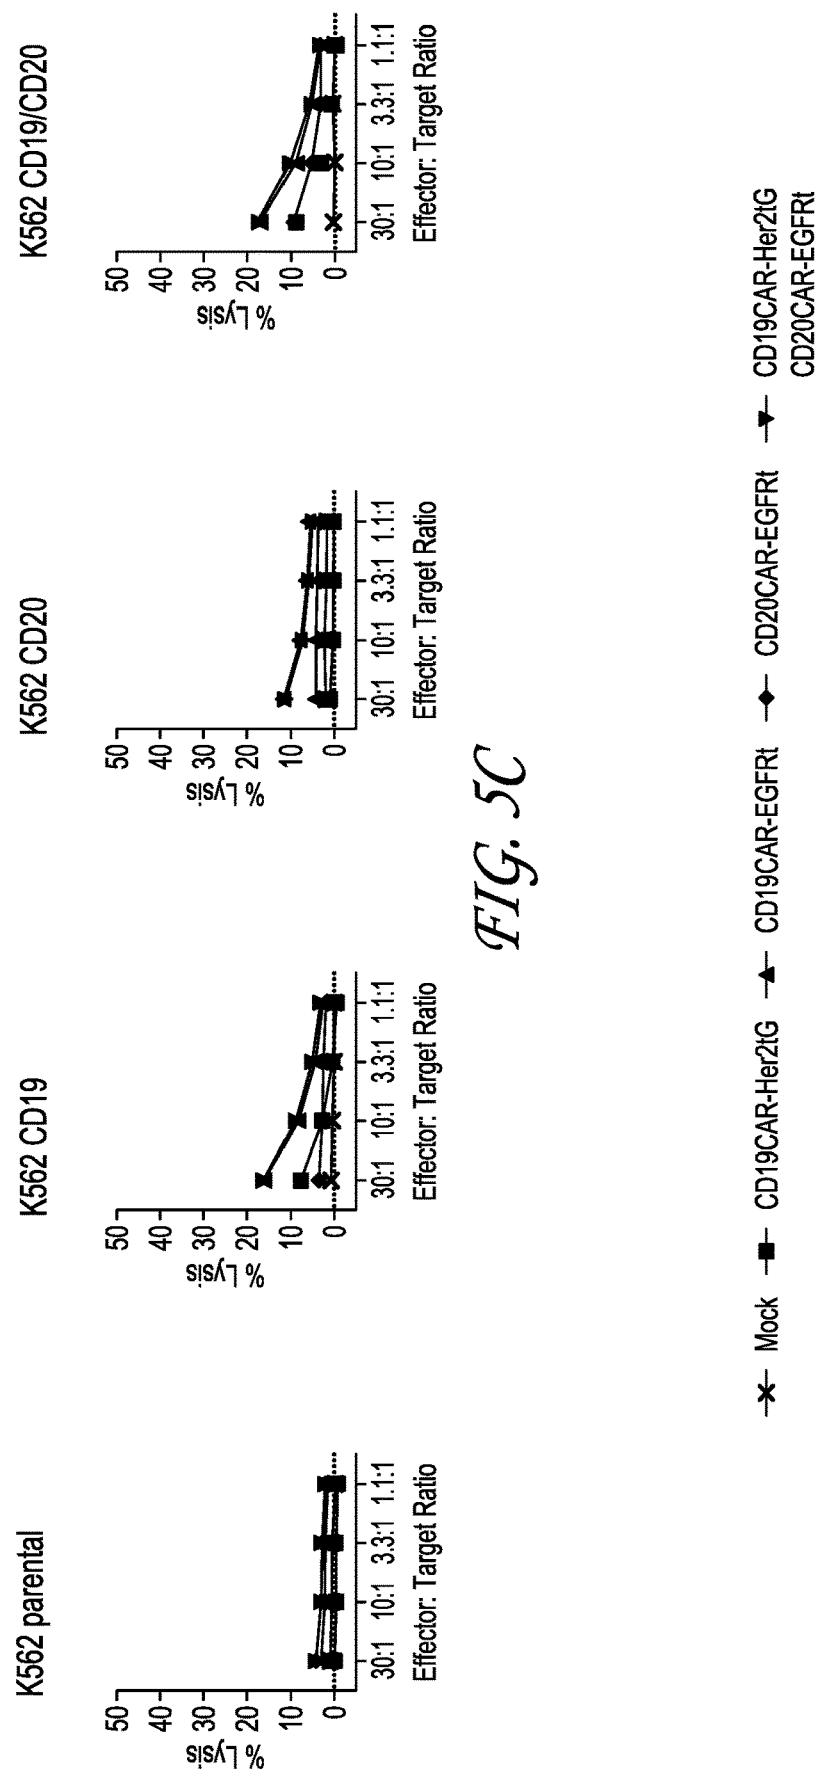 K562 parental
50
40
30
20
10
0
% Lysis
30:1 10:1 3.3:1 1.1:1
Effector: Target Ratio
K562 CD19
50
40
30
20
10
0
% Lysis
30:1 10:1 3.3:1 1.1:1
Effector: Target Ratio
K562 CD20
50
40
30
20
10
0
% Lysis
30:1 10:1 3.3:1 1.1:1
Effector: Target Ratio
K562 CD19/CD20
50
40
30
20
10
0
% Lysis
30:1 10:1 3.3:1 1.1:1
Effector: Target Ratio
FIG. 5C
Mock
CD19CAR-Her2tG
CD19CAR-EGFRt
CD20CAR-EGFRt
CD19CAR-Her2tG
CD20CAR-EGFRt